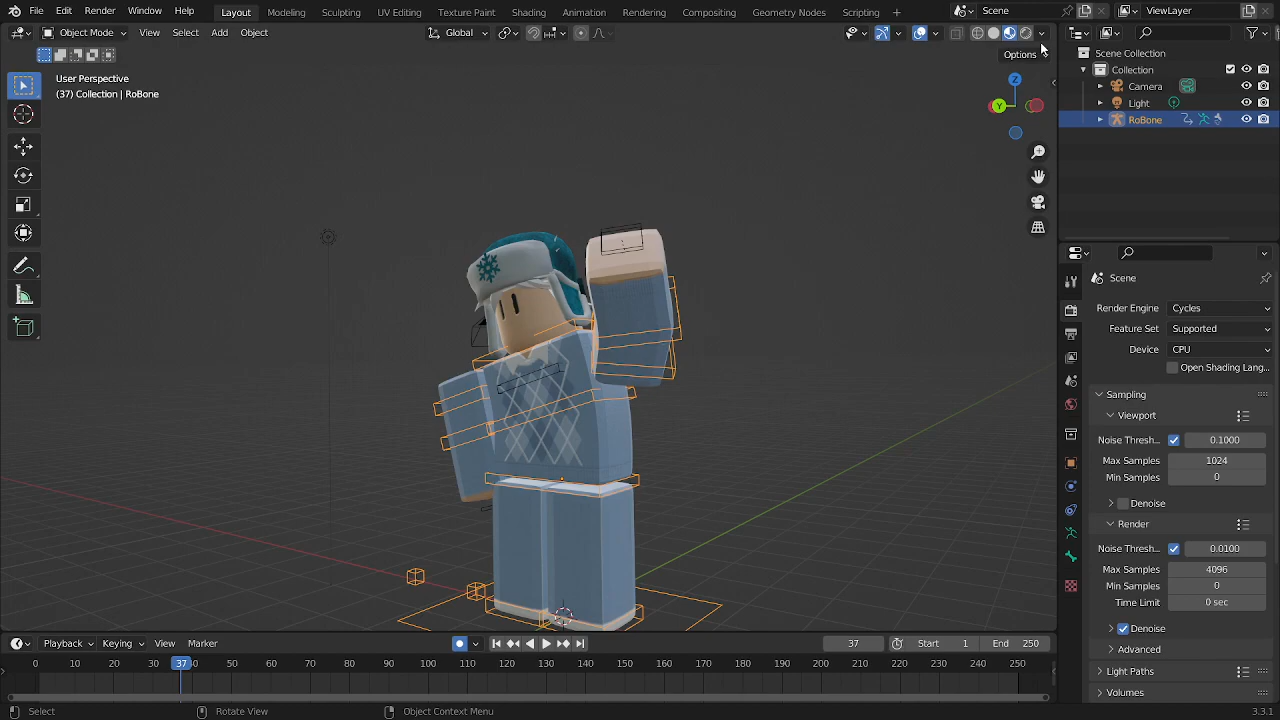 File Edit Render Window Help Layout Modeling Sculpting UV Editing Texture Paint Shading Animation Rendering Compositing Geometry Nodes Scripting Scene ViewLayer
Object Mode View Select Add Object Global
Options
User Perspective
(37) Collection | RoBone
Z
Y
Scene Collection
Collection
Camera
Light
RoBone
Scene
Render Engine Cycles
Feature Set Supported
Device CPU
Open Shading Lang...
Sampling
Viewport
Noise Thresh.. 0.1000
Max Samples 1024
Min Samples 0
Denoise
Render
Noise Thresh.. 0.0100
Max Samples 4096
Min Samples 0
Time Limit 0 sec
Denoise
Advanced
Light Paths
Volumes
Playback Keying View Marker 37 Start 1 End 250
0 10 20 30 37 40 50 60 70 80 90 100 110 120 130 140 150 160 170 180 190 200 210 220 230 240 250
Select Rotate View Object Context Menu 3.3.1